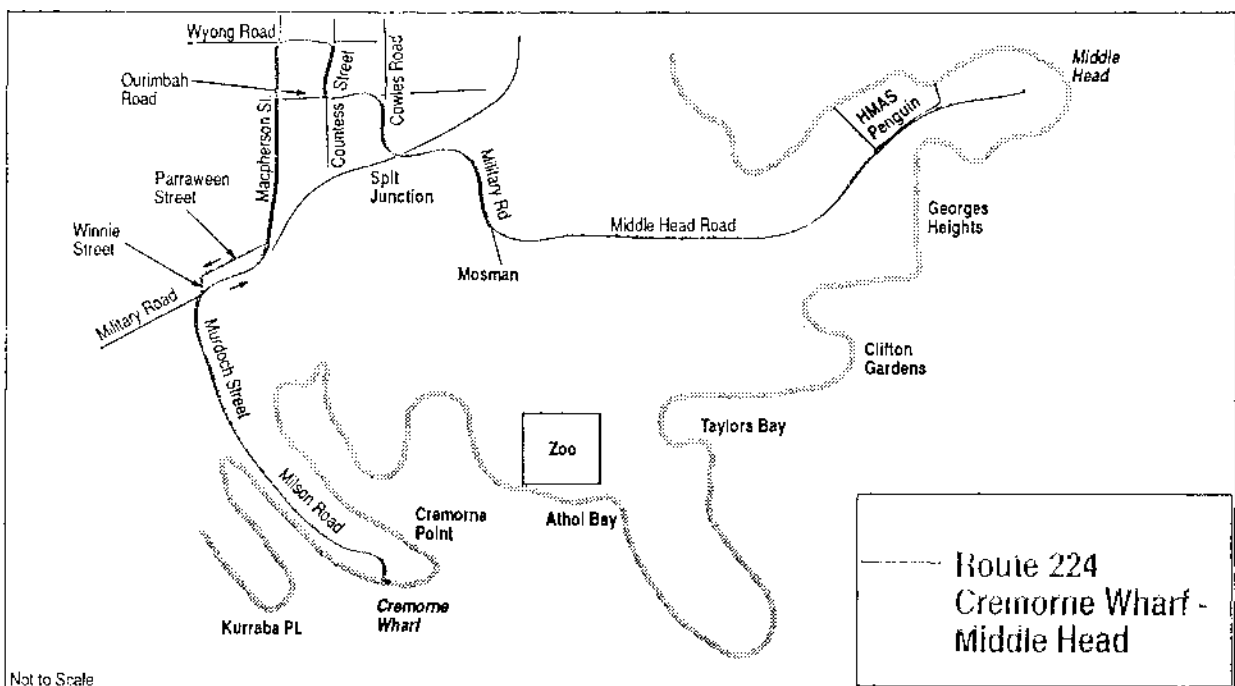 Wyong Road
Ourimbah
Road
Macpherson St.
Countess Street
Cowles Road
Middle
Head
HMAS
Penguin
Parraween
Street
Winnie
Street
Spit
Junction
Military Rd
Middle Head Road
Georges
Heights
Mosman
Military Road
Murdoch Street
Clifton
Gardens
Taylors Bay
Zoo
Milson Road
Cremorne
Point
Athol Bay
Cremorne
Wharf
Kurraba Pt.
Route 224
Cremorne Wharf -
Middle Head
Not to Scale